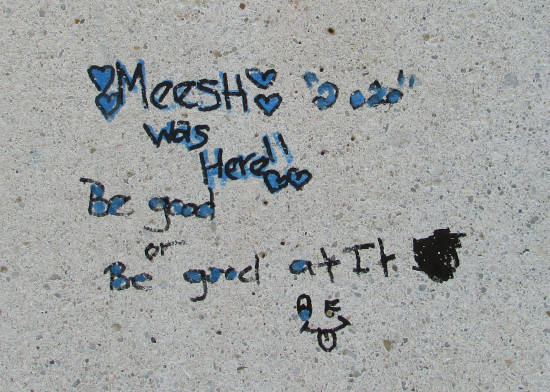 MeesH
was
Here!!
Be good
or
Be good at It